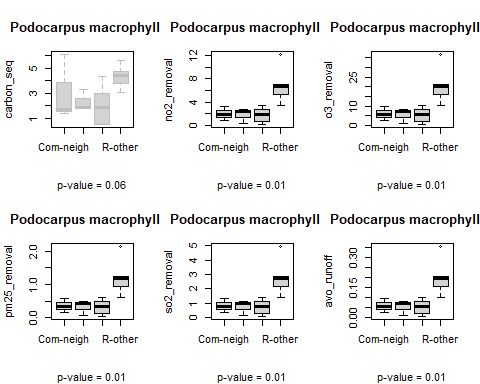 Podocarpus macrophyll
carbon_seq
1 3 5
Com-neigh R-other
p-value = 0.06
Podocarpus macrophyll
no2_removal
0 4 8 12
Com-neigh R-other
p-value = 0.01
Podocarpus macrophyll
o3_removal
0 10 25
Com-neigh R-other
p-value = 0.01
Podocarpus macrophyll
pm25_removal
0.0 1.0 2.0
Com-neigh R-other
p-value = 0.01
Podocarpus macrophyll
so2_removal
0 1 2 3 4 5
Com-neigh R-other
p-value = 0.01
Podocarpus macrophyll
avo_runoff
0.00 0.15 0.30
Com-neigh R-other
p-value = 0.01